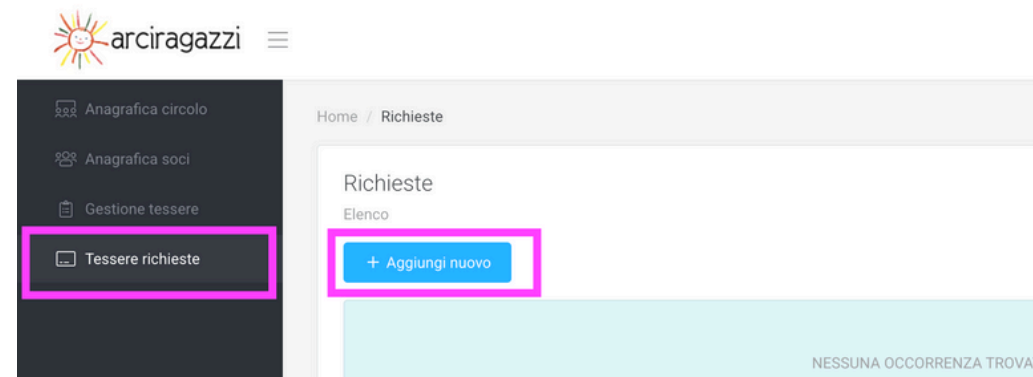 arciragazzi
Anagrafica circolo
Anagrafica soci
Gestione tessere
Tessere richieste
Home / Richieste
Richieste
Elenco
+ Aggiungi nuovo
NESSUNA OCCORRENZA TROVA